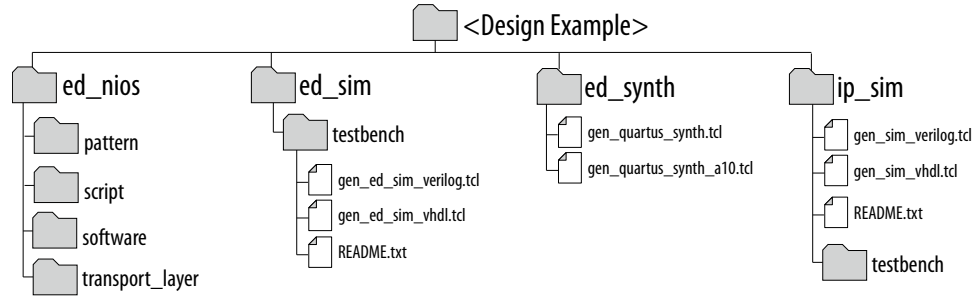 <Design Example>
ed_nios
pattern
script
software
transport_layer
ed_sim
testbench
gen_ed_sim_verilog.tcl
gen_ed_sim_vhdl.tcl
README.txt
ed_synth
gen_quartus_synth.tcl
gen_quartus_synth_a10.tcl
ip_sim
gen_sim_verilog.tcl
gen_sim_vhdl.tcl
README.txt
testbench